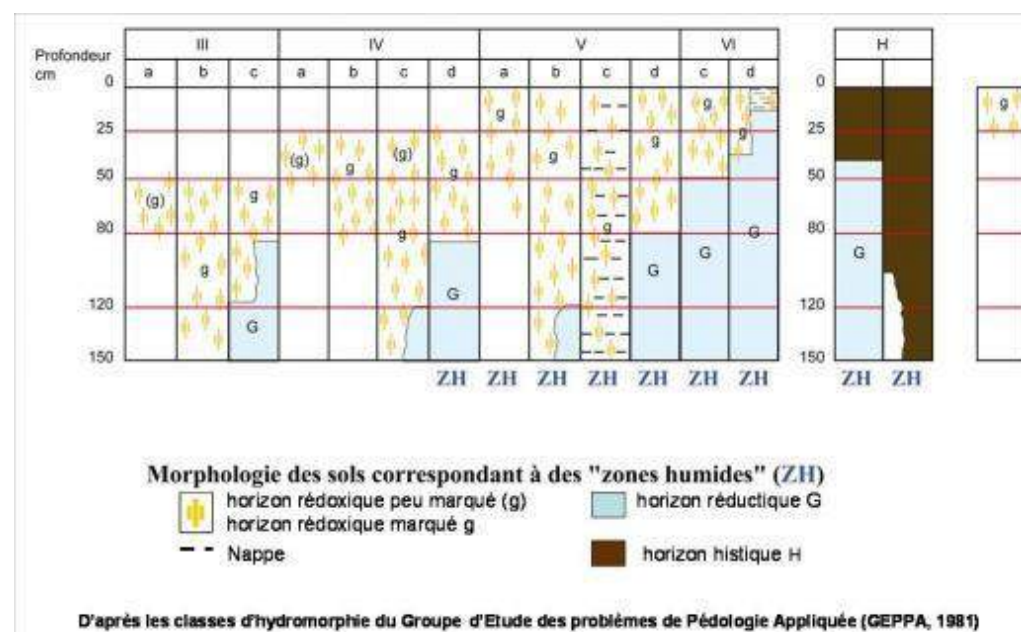 III IV V VI H
Profondeur
cm
a b c a b c d a b c d c d
0 0
g g g g
25 25
(g) (g) g g g g
50 50
(g) g g
80 g G 80
g G G G G
120 120
G
150 150
ZH ZH ZH ZH ZH ZH ZH ZH ZH
Morphologie des sols correspondant à des "zones humides" (ZH)
horizon rédoxique peu marqué (g) horizon réductique G
horizon rédoxique marqué g
Nappe horizon histique H
D'après les classes d'hydromorphie du Groupe d'Etude des problèmes de Pédologie Appliquée (GEPPA, 1981)